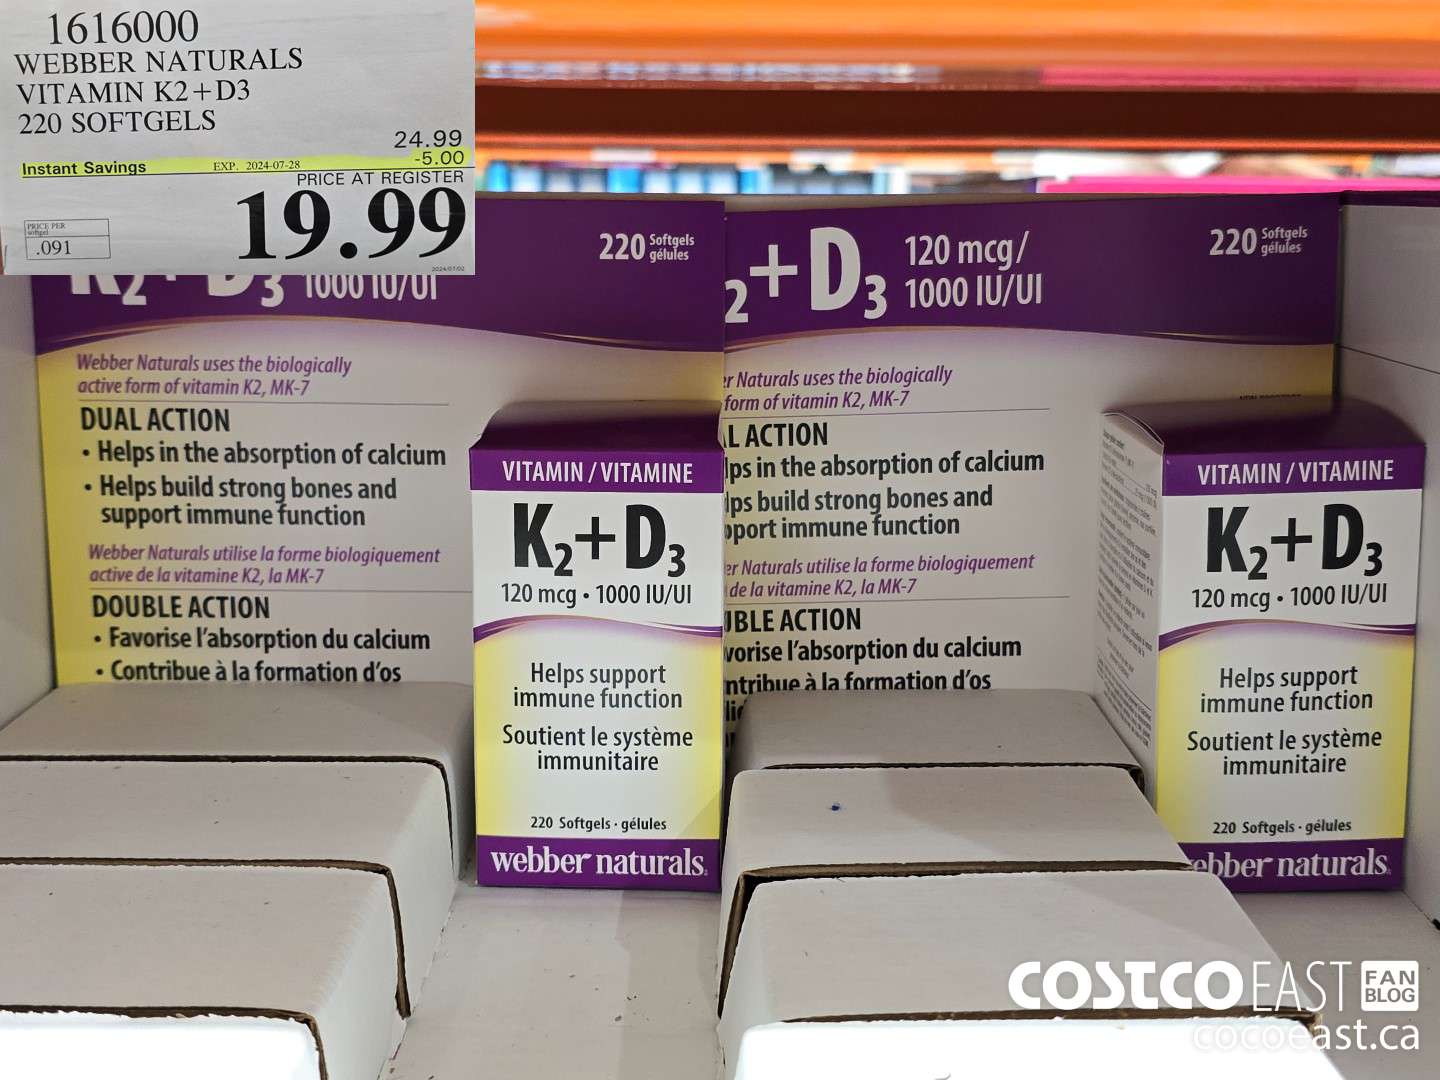 1616000
WEBBER NATURALS
VITAMIN K2+D3
220 SOFTGELS
24.99
Instant Savings EXP. 2024-07-28 -5.00
PRICE AT REGISTER
19.99
PRICE PER
softgel
.091
2024/07/02
K2+D3 1000 IU/UI
220 Softgels
gélules
Webber Naturals uses the biologically
active form of vitamin K2, MK-7
DUAL ACTION
• Helps in the absorption of calcium
• Helps build strong bones and
support immune function
Webber Naturals utilise la forme biologiquement
active de la vitamine K2, la MK-7
DOUBLE ACTION
• Favorise l'absorption du calcium
• Contribue à la formation d'os
2+D3 120 mcg/
1000 IU/UI
220 Softgels
gélules
r Naturals uses the biologically
form of vitamin K2, MK-7
L ACTION
lps in the absorption of calcium
lps build strong bones and
pport immune function
er Naturals utilise la forme biologiquement
de la vitamine K2, la MK-7
UBLE ACTION
vorise l'absorption du calcium
ntribue à la formation d'os
VITAMIN / VITAMINE
K2+D3
120 mcg • 1000 IU/UI
Helps support
immune function
Soutient le système
immunitaire
220 Softgels · gélules
webber naturals
VITAMIN / VITAMINE
K2+D3
120 mcg • 1000 IU/UI
Helps support
immune function
Soutient le système
immunitaire
220 Softgels · gélules
ebber naturals
COSTCO EAST FAN
BLOG
cocoeast.ca